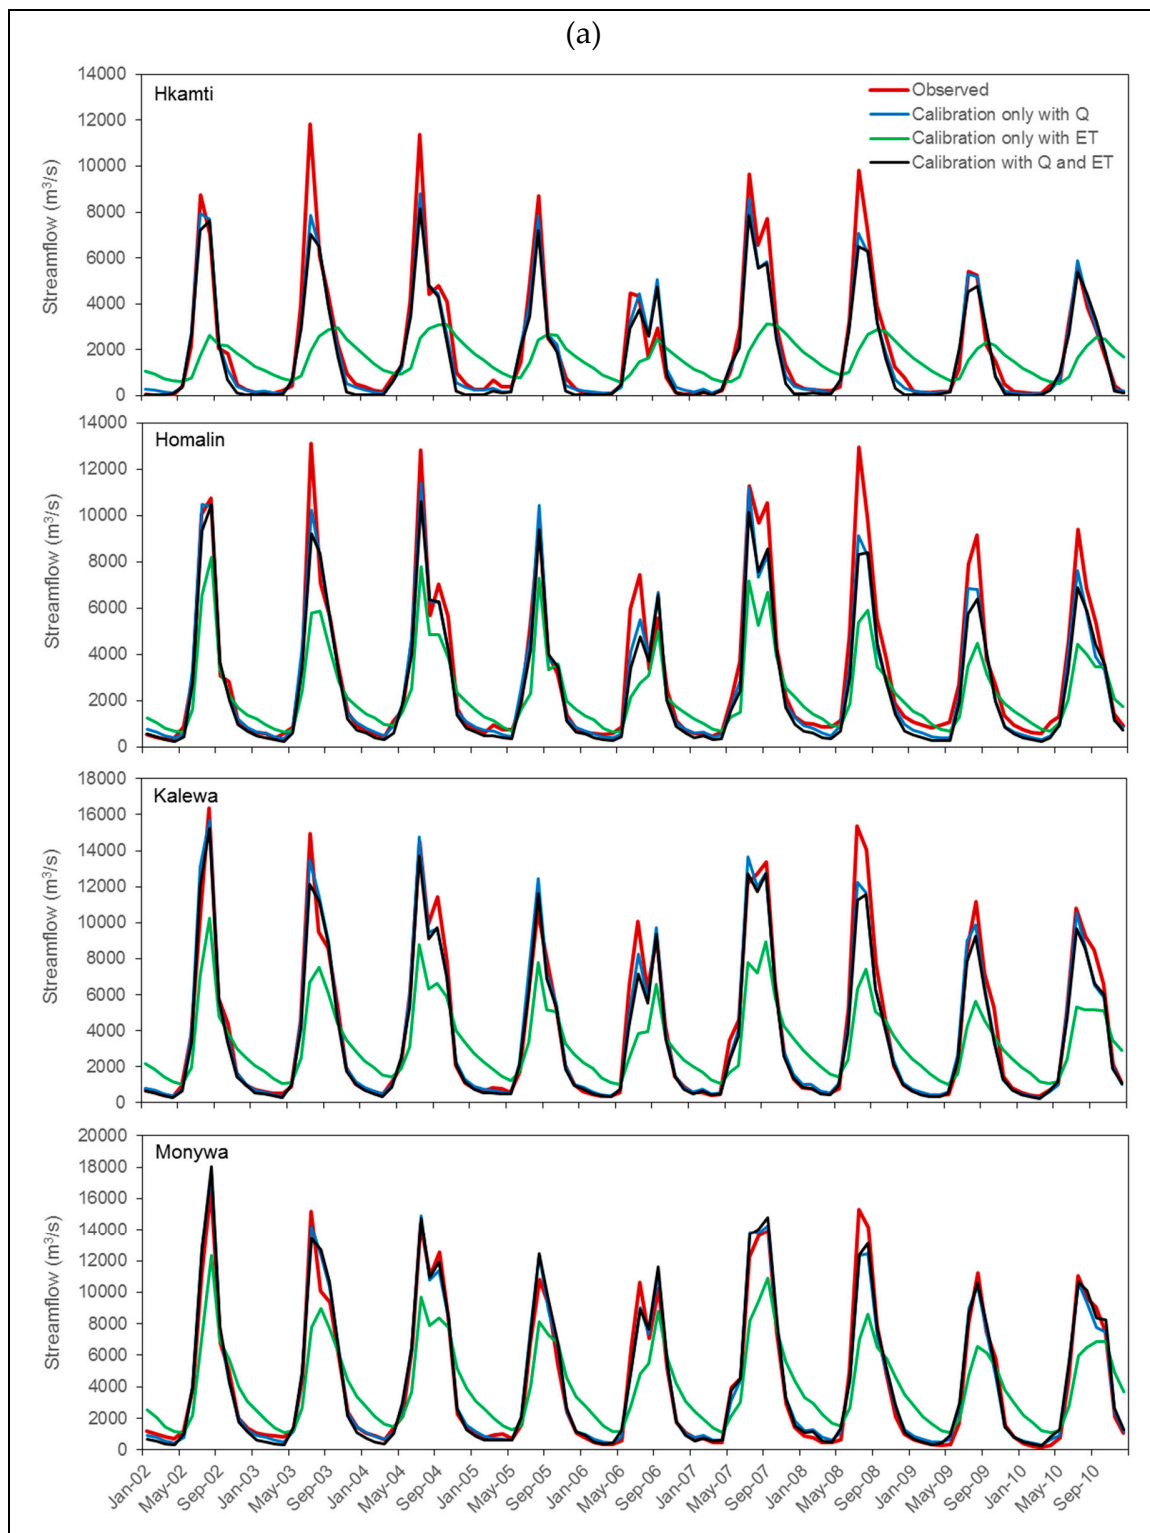 (a)
Hkamti
Observed
Calibration only with Q
Calibration only with ET
Calibration with Q and ET
Streamflow (m³/s)
14000
12000
10000
8000
6000
4000
2000
0
Homalin
Streamflow (m³/s)
14000
12000
10000
8000
6000
4000
2000
0
Kalewa
Streamflow (m³/s)
18000
16000
14000
12000
10000
8000
6000
4000
2000
0
Monywa
Streamflow (m³/s)
20000
18000
16000
14000
12000
10000
8000
6000
4000
2000
0
Jan-02
May-02
Sep-02
Jan-03
May-03
Sep-03
Jan-04
May-04
Sep-04
Jan-05
May-05
Sep-05
Jan-06
May-06
Sep-06
Jan-07
May-07
Sep-07
Jan-08
May-08
Sep-08
Jan-09
May-09
Sep-09
Jan-10
May-10
Sep-10